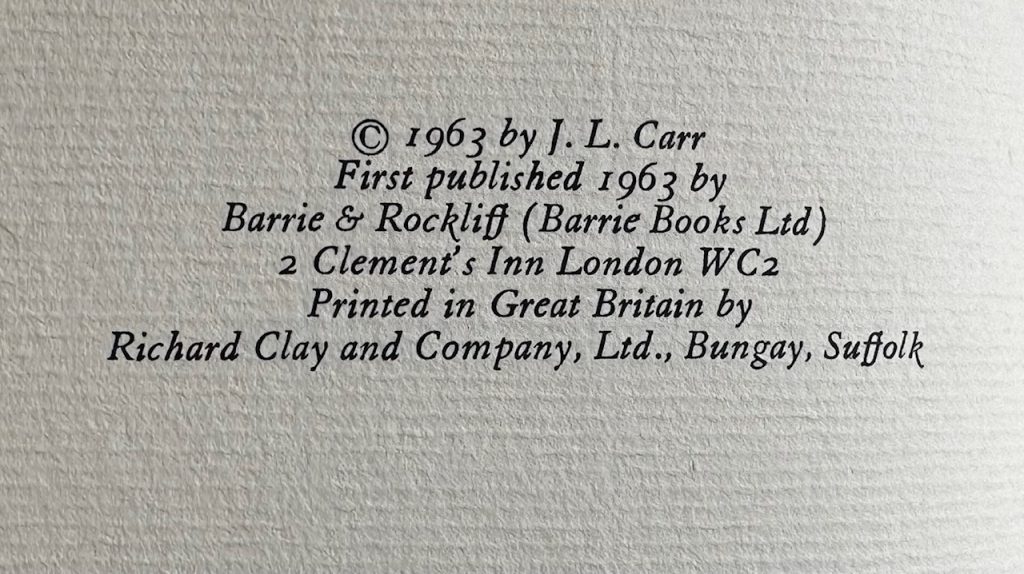 © 1963 by J. L. Carr
First published 1963 by
Barrie & Rockliff (Barrie Books Ltd)
2 Clement's Inn London WC2
Printed in Great Britain by
Richard Clay and Company, Ltd., Bungay, Suffolk